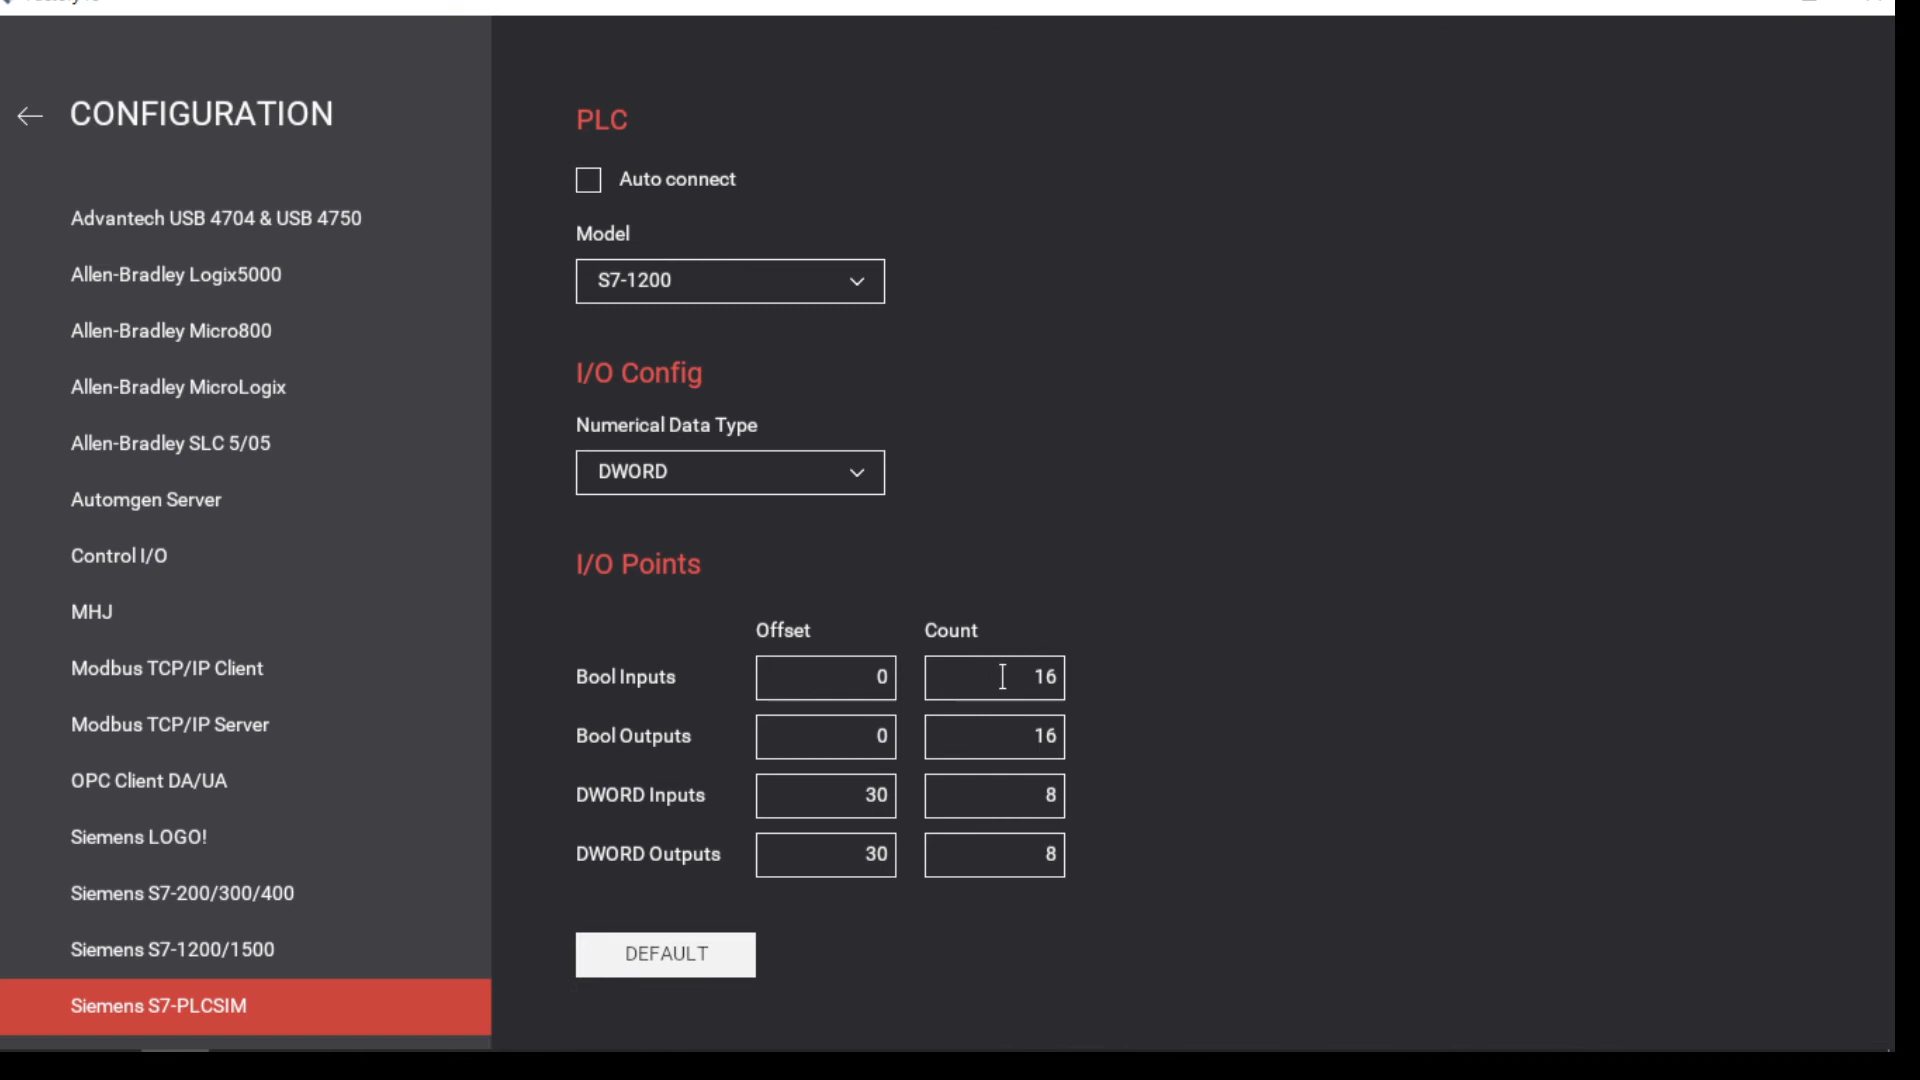 CONFIGURATION
Advantech USB 4704 & USB 4750
Allen-Bradley Logix5000
Allen-Bradley Micro800
Allen-Bradley MicroLogix
Allen-Bradley SLC 5/05
Automgen Server
Control I/O
MHJ
Modbus TCP/IP Client
Modbus TCP/IP Server
OPC Client DA/UA
Siemens LOGO!
Siemens S7-200/300/400
Siemens S7-1200/1500
Siemens S7-PLCSIM
PLC
Auto connect
Model
S7-1200
I/O Config
Numerical Data Type
DWORD
I/O Points
Offset Count
Bool Inputs 0 16
Bool Outputs 0 16
DWORD Inputs 30 8
DWORD Outputs 30 8
DEFAULT